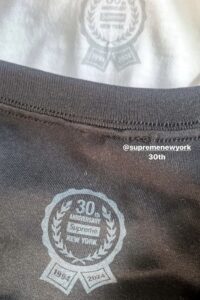 @supremenewyork
30th
30th
ANNIVERSARY
Supreme
NEW YORK
1994 2024